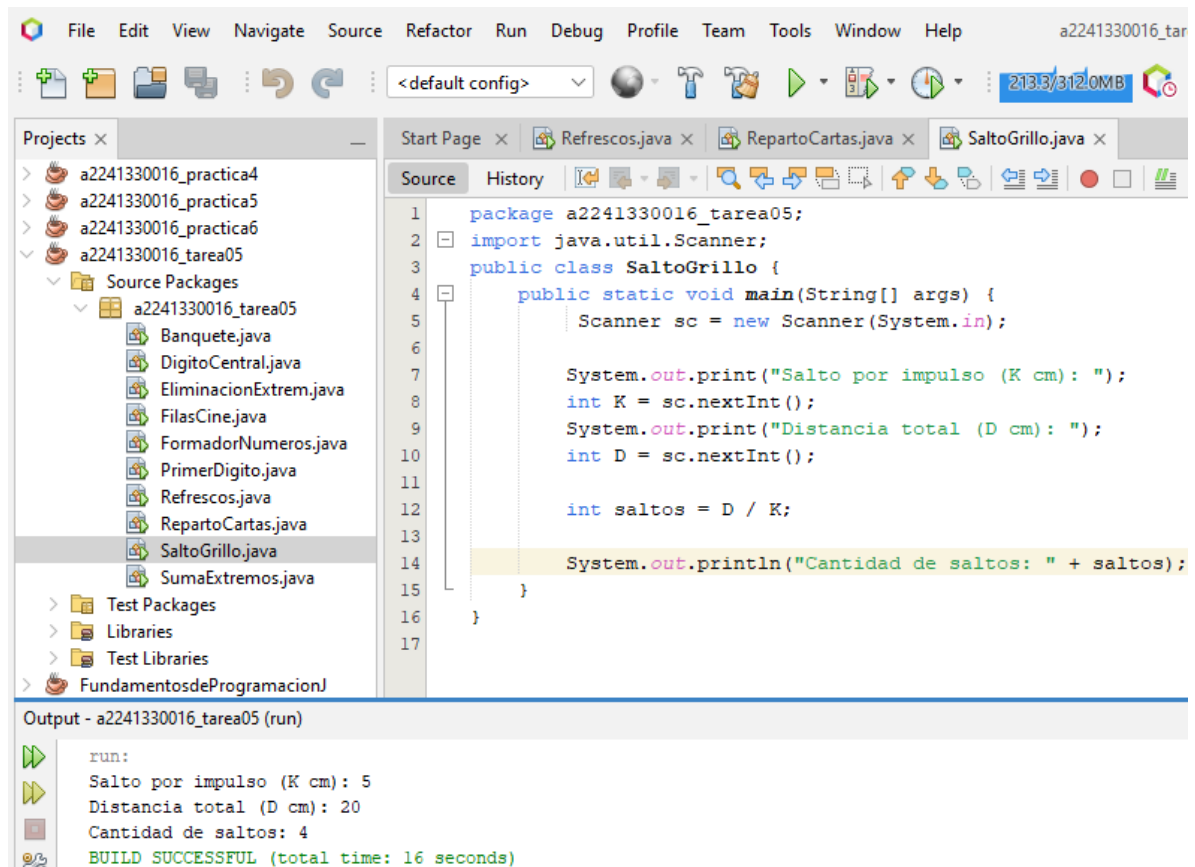 File Edit View Navigate Source Refactor Run Debug Profile Team Tools Window Help a2241330016_tar
<default config> 213.3/312.0MB
Projects
Start Page Refrescos.java RepartoCartas.java SaltoGrillo.java
Source History
a2241330016_practica4
a2241330016_practica5
a2241330016_practica6
a2241330016_tarea05
Source Packages
a2241330016_tarea05
Banquete.java
DigitoCentral.java
EliminacionExtrem.java
FilasCine.java
FormadorNumeros.java
PrimerDigito.java
Refrescos.java
RepartoCartas.java
SaltoGrillo.java
SumaExtremos.java
Test Packages
Libraries
Test Libraries
FundamentosdeProgramacionJ
1 package a2241330016_tarea05;
2 import java.util.Scanner;
3 public class SaltoGrillo {
4 public static void main(String[] args) {
5 Scanner sc = new Scanner(System.in);
6
7 System.out.print("Salto por impulso (K cm): ");
8 int K = sc.nextInt();
9 System.out.print("Distancia total (D cm): ");
10 int D = sc.nextInt();
11
12 int saltos = D / K;
13
14 System.out.println("Cantidad de saltos: " + saltos);
15 }
16 }
17
Output - a2241330016_tarea05 (run)
run:
Salto por impulso (K cm): 5
Distancia total (D cm): 20
Cantidad de saltos: 4
BUILD SUCCESSFUL (total time: 16 seconds)